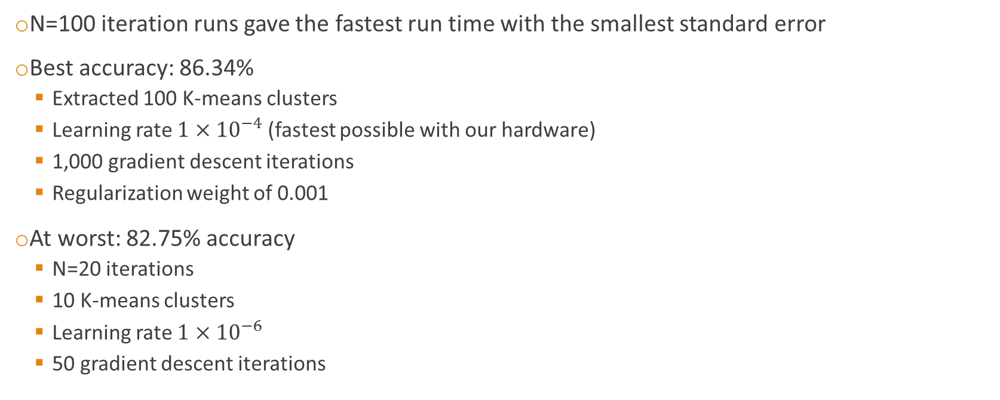 ○N=100 iteration runs gave the fastest run time with the smallest standard error
○Best accuracy: 86.34%
▪ Extracted 100 K-means clusters
▪ Learning rate 1 × 10⁻⁴ (fastest possible with our hardware)
▪ 1,000 gradient descent iterations
▪ Regularization weight of 0.001
○At worst: 82.75% accuracy
▪ N=20 iterations
▪ 10 K-means clusters
▪ Learning rate 1 × 10⁻⁶
▪ 50 gradient descent iterations